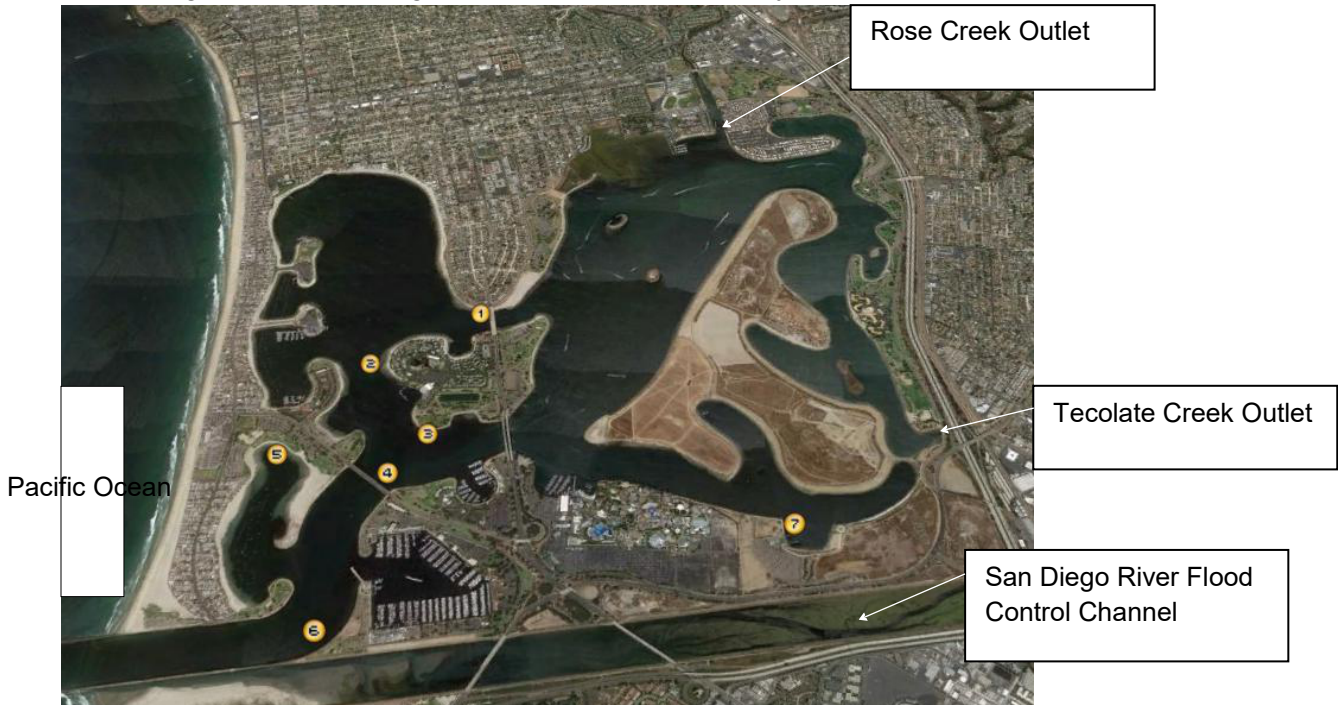 Rose Creek Outlet
1
2
Tecolate Creek Outlet
3
5
4
Pacific Ocean
7
San Diego River Flood
Control Channel
6